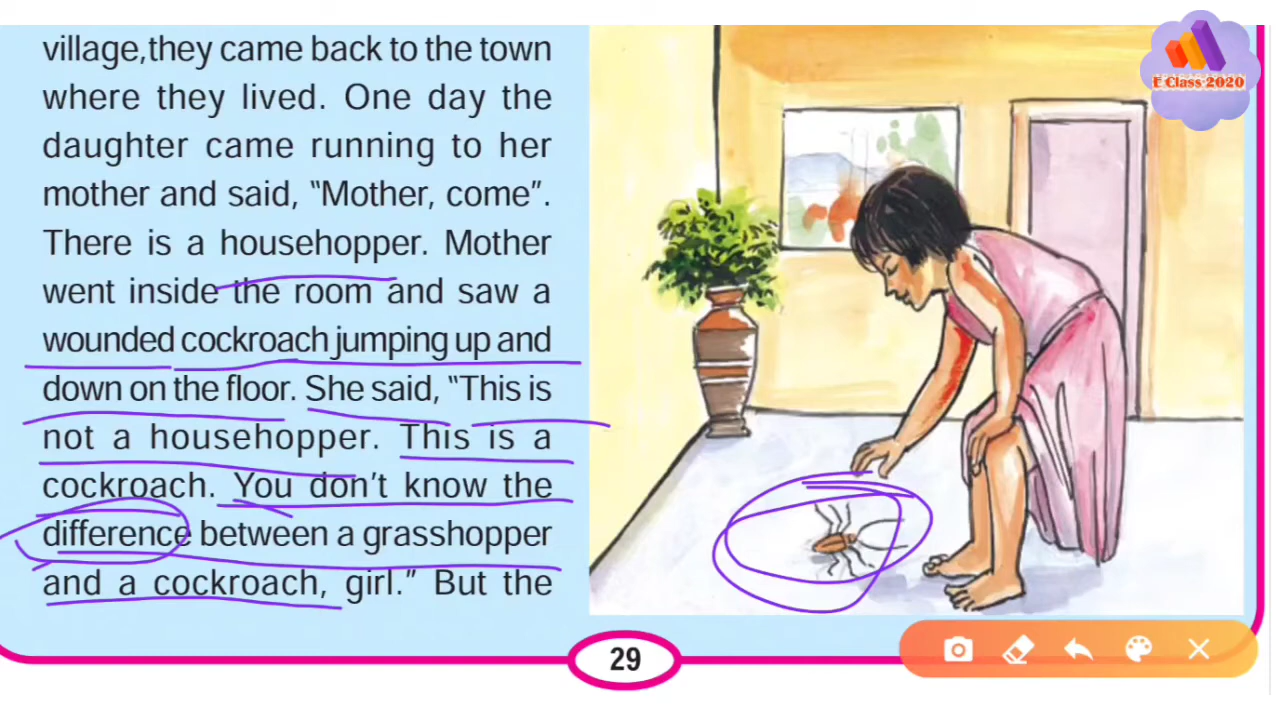 village,they came back to the town
where they lived. One day the
daughter came running to her
mother and said, "Mother, come".
There is a househopper. Mother
went inside the room and saw a
wounded cockroach jumping up and
down on the floor. She said, "This is
not a househopper. This is a
cockroach. You don't know the
difference between a grasshopper
and a cockroach, girl." But the
29
E Class 2020